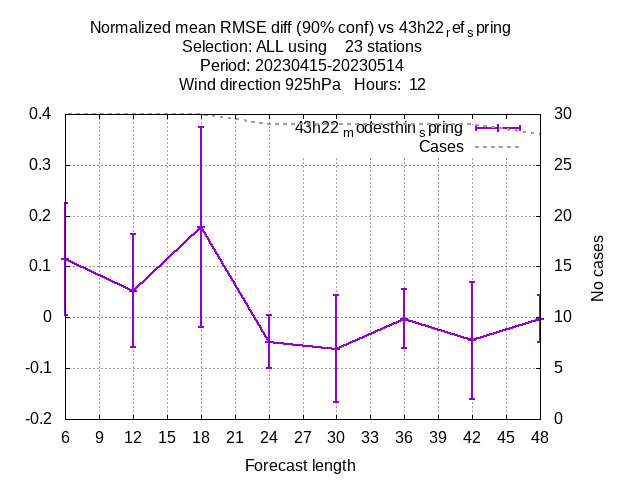 Normalized mean RMSE diff (90% conf) vs 43h22refspring
Selection: ALL using 23 stations
Period: 20230415-20230514
Wind direction 925hPa Hours: 12
43h22modesthinspring
Cases
0.4
0.3
0.2
0.1
0
-0.1
-0.2
30
25
20
15
10
5
0
No cases
6 9 12 15 18 21 24 27 30 33 36 39 42 45 48
Forecast length